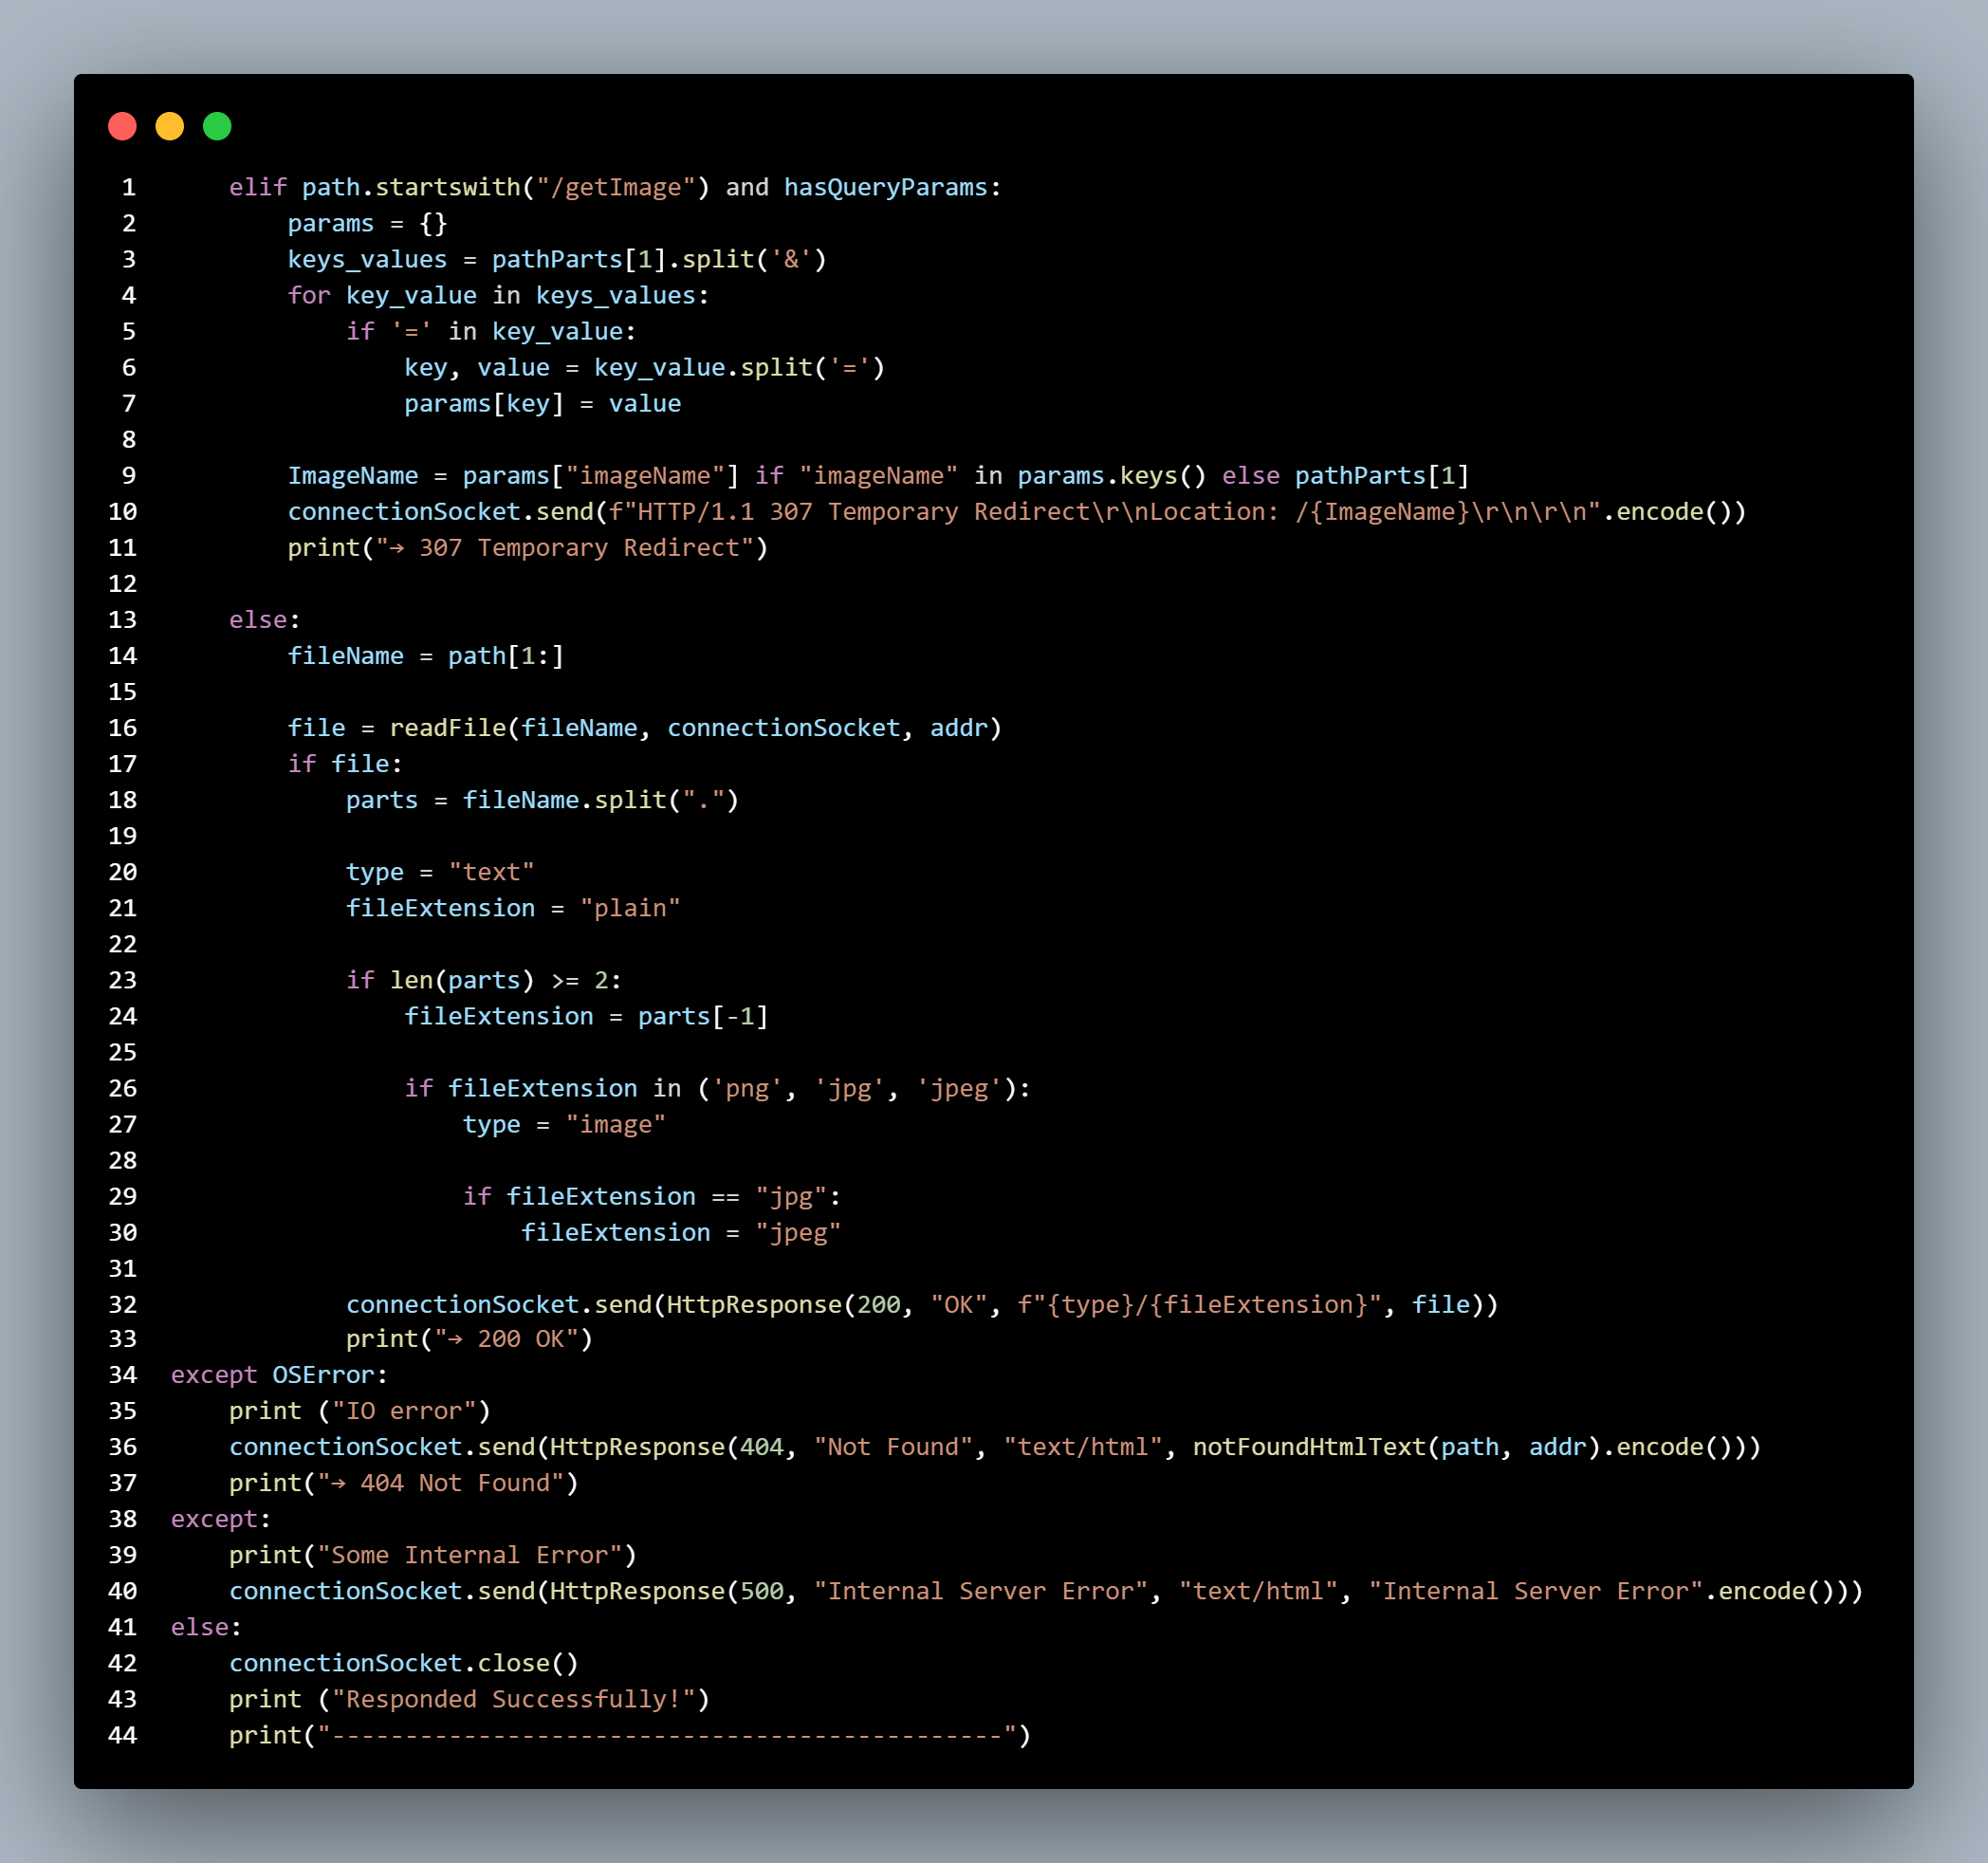 1     elif path.startswith("/getImage") and hasQueryParams:
2         params = {}
3         keys_values = pathParts[1].split('&')
4         for key_value in keys_values:
5             if '=' in key_value:
6                 key, value = key_value.split('=')
7                 params[key] = value
8
9         ImageName = params["imageName"] if "imageName" in params.keys() else pathParts[1]
10         connectionSocket.send(f"HTTP/1.1 307 Temporary Redirect\r\nLocation: /{ImageName}\r\n\r\n".encode())
11         print("→ 307 Temporary Redirect")
12
13     else:
14         fileName = path[1:]
15
16         file = readFile(fileName, connectionSocket, addr)
17         if file:
18             parts = fileName.split(".")
19
20             type = "text"
21             fileExtension = "plain"
22
23             if len(parts) >= 2:
24                 fileExtension = parts[-1]
25
26                 if fileExtension in ('png', 'jpg', 'jpeg'):
27                     type = "image"
28
29                     if fileExtension == "jpg":
30                         fileExtension = "jpeg"
31
32             connectionSocket.send(HttpResponse(200, "OK", f"{type}/{fileExtension}", file))
33             print("→ 200 OK")
34 except OSError:
35     print ("IO error")
36     connectionSocket.send(HttpResponse(404, "Not Found", "text/html", notFoundHtmlText(path, addr).encode()))
37     print("→ 404 Not Found")
38 except:
39     print("Some Internal Error")
40     connectionSocket.send(HttpResponse(500, "Internal Server Error", "text/html", "Internal Server Error".encode()))
41 else:
42     connectionSocket.close()
43     print ("Responded Successfully!")
44     print("----------------------------------------------")